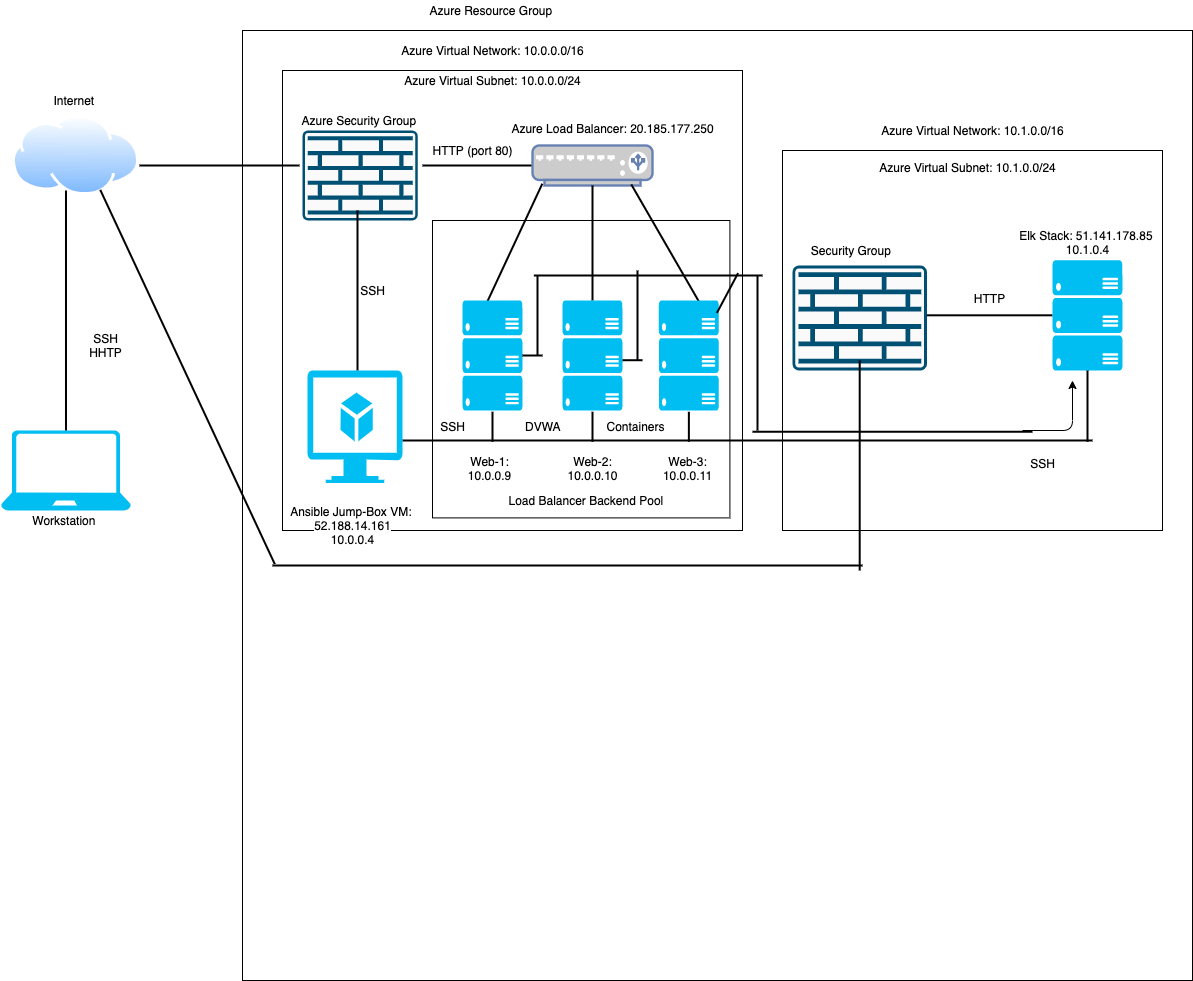 Azure Resource Group
Azure Virtual Network: 10.0.0.0/16
Azure Virtual Subnet: 10.0.0.0/24
Internet
Azure Security Group
Azure Load Balancer: 20.185.177.250
HTTP (port 80)
Azure Virtual Network: 10.1.0.0/16
Azure Virtual Subnet: 10.1.0.0/24
Elk Stack: 51.141.178.85
10.1.0.4
Security Group
HTTP
SSH
SSH
HHTP
SSH
DVWA
Containers
Web-1:
10.0.0.9
Web-2:
10.0.0.10
Web-3:
10.0.0.11
SSH
Load Balancer Backend Pool
Ansible Jump-Box VM:
52.188.14.161
10.0.0.4
Workstation